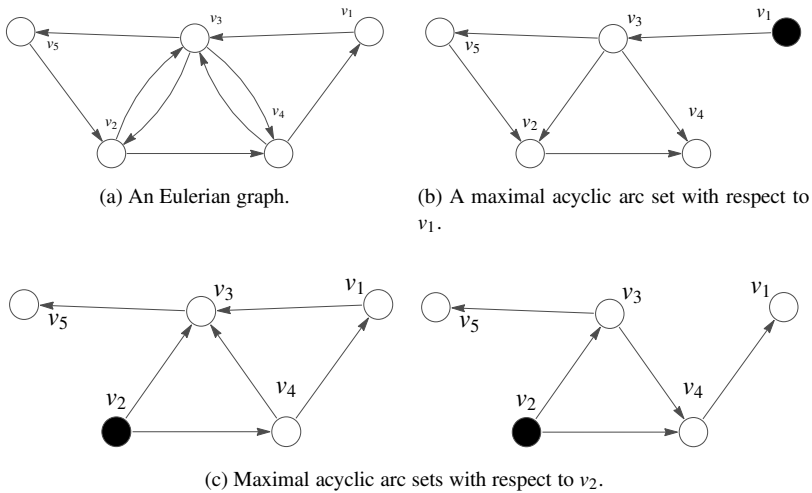 v₃ v₁
v₅
v₂ v₄
(a) An Eulerian graph.
v₃ v₁
v₅
v₂ v₄
(b) A maximal acyclic arc set with respect to
v₁.
v₃ v₁
v₅
v₂ v₄
v₃ v₁
v₅
v₂ v₄
(c) Maximal acyclic arc sets with respect to v₂.